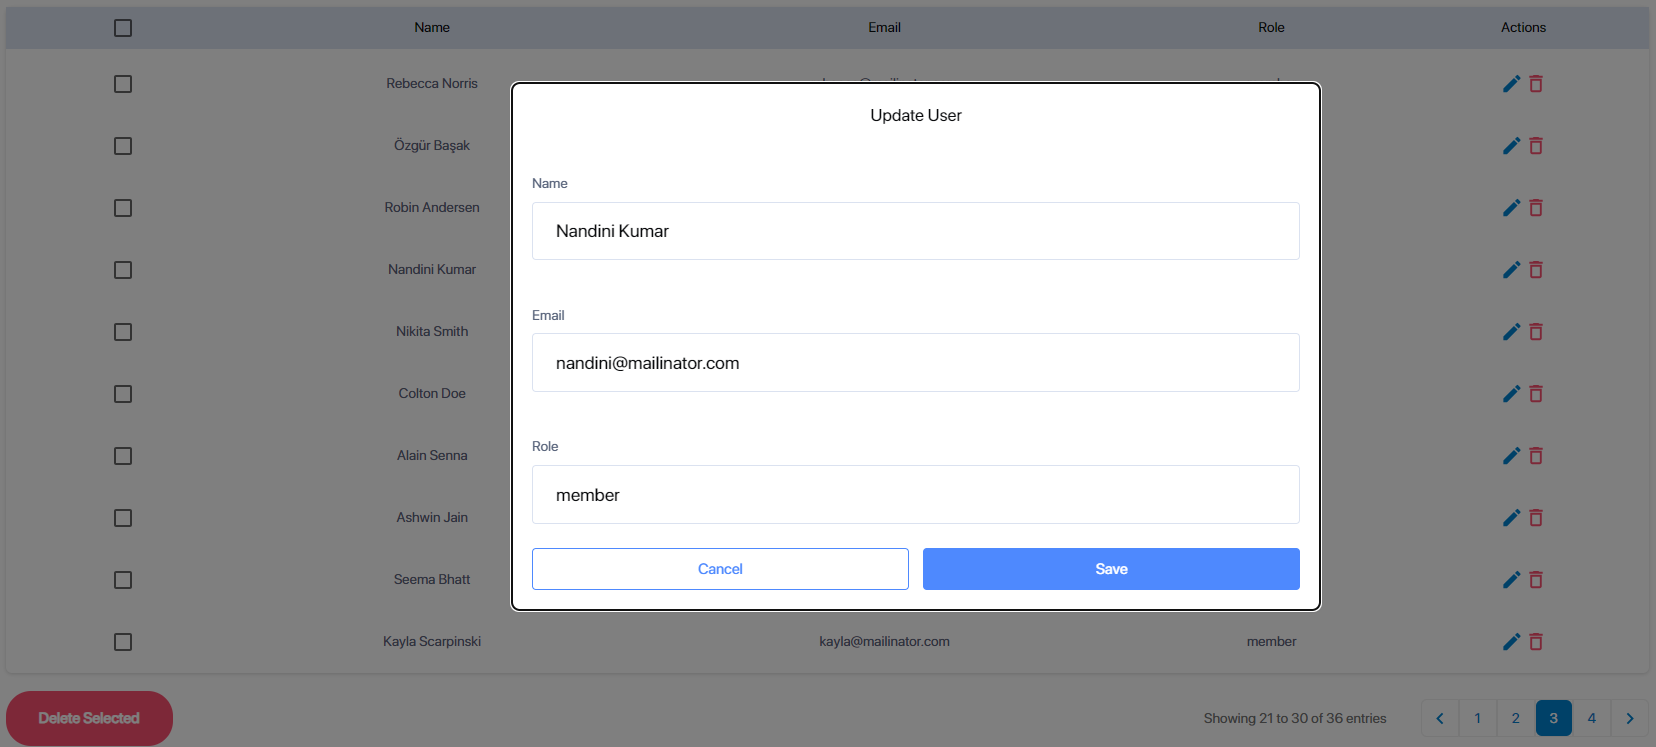 Name Email Role Actions
Rebecca Norris
Update User
Özgür Başak
Name
Robin Andersen
Nandini Kumar
Nandini Kumar
Email
Nikita Smith
nandini@mailinator.com
Colton Doe
Role
Alain Senna
member
Ashwin Jain
Cancel Save
Seema Bhatt
Kayla Scarpinski kayla@mailinator.com member
Delete Selected Showing 21 to 30 of 36 entries 1 2 3 4